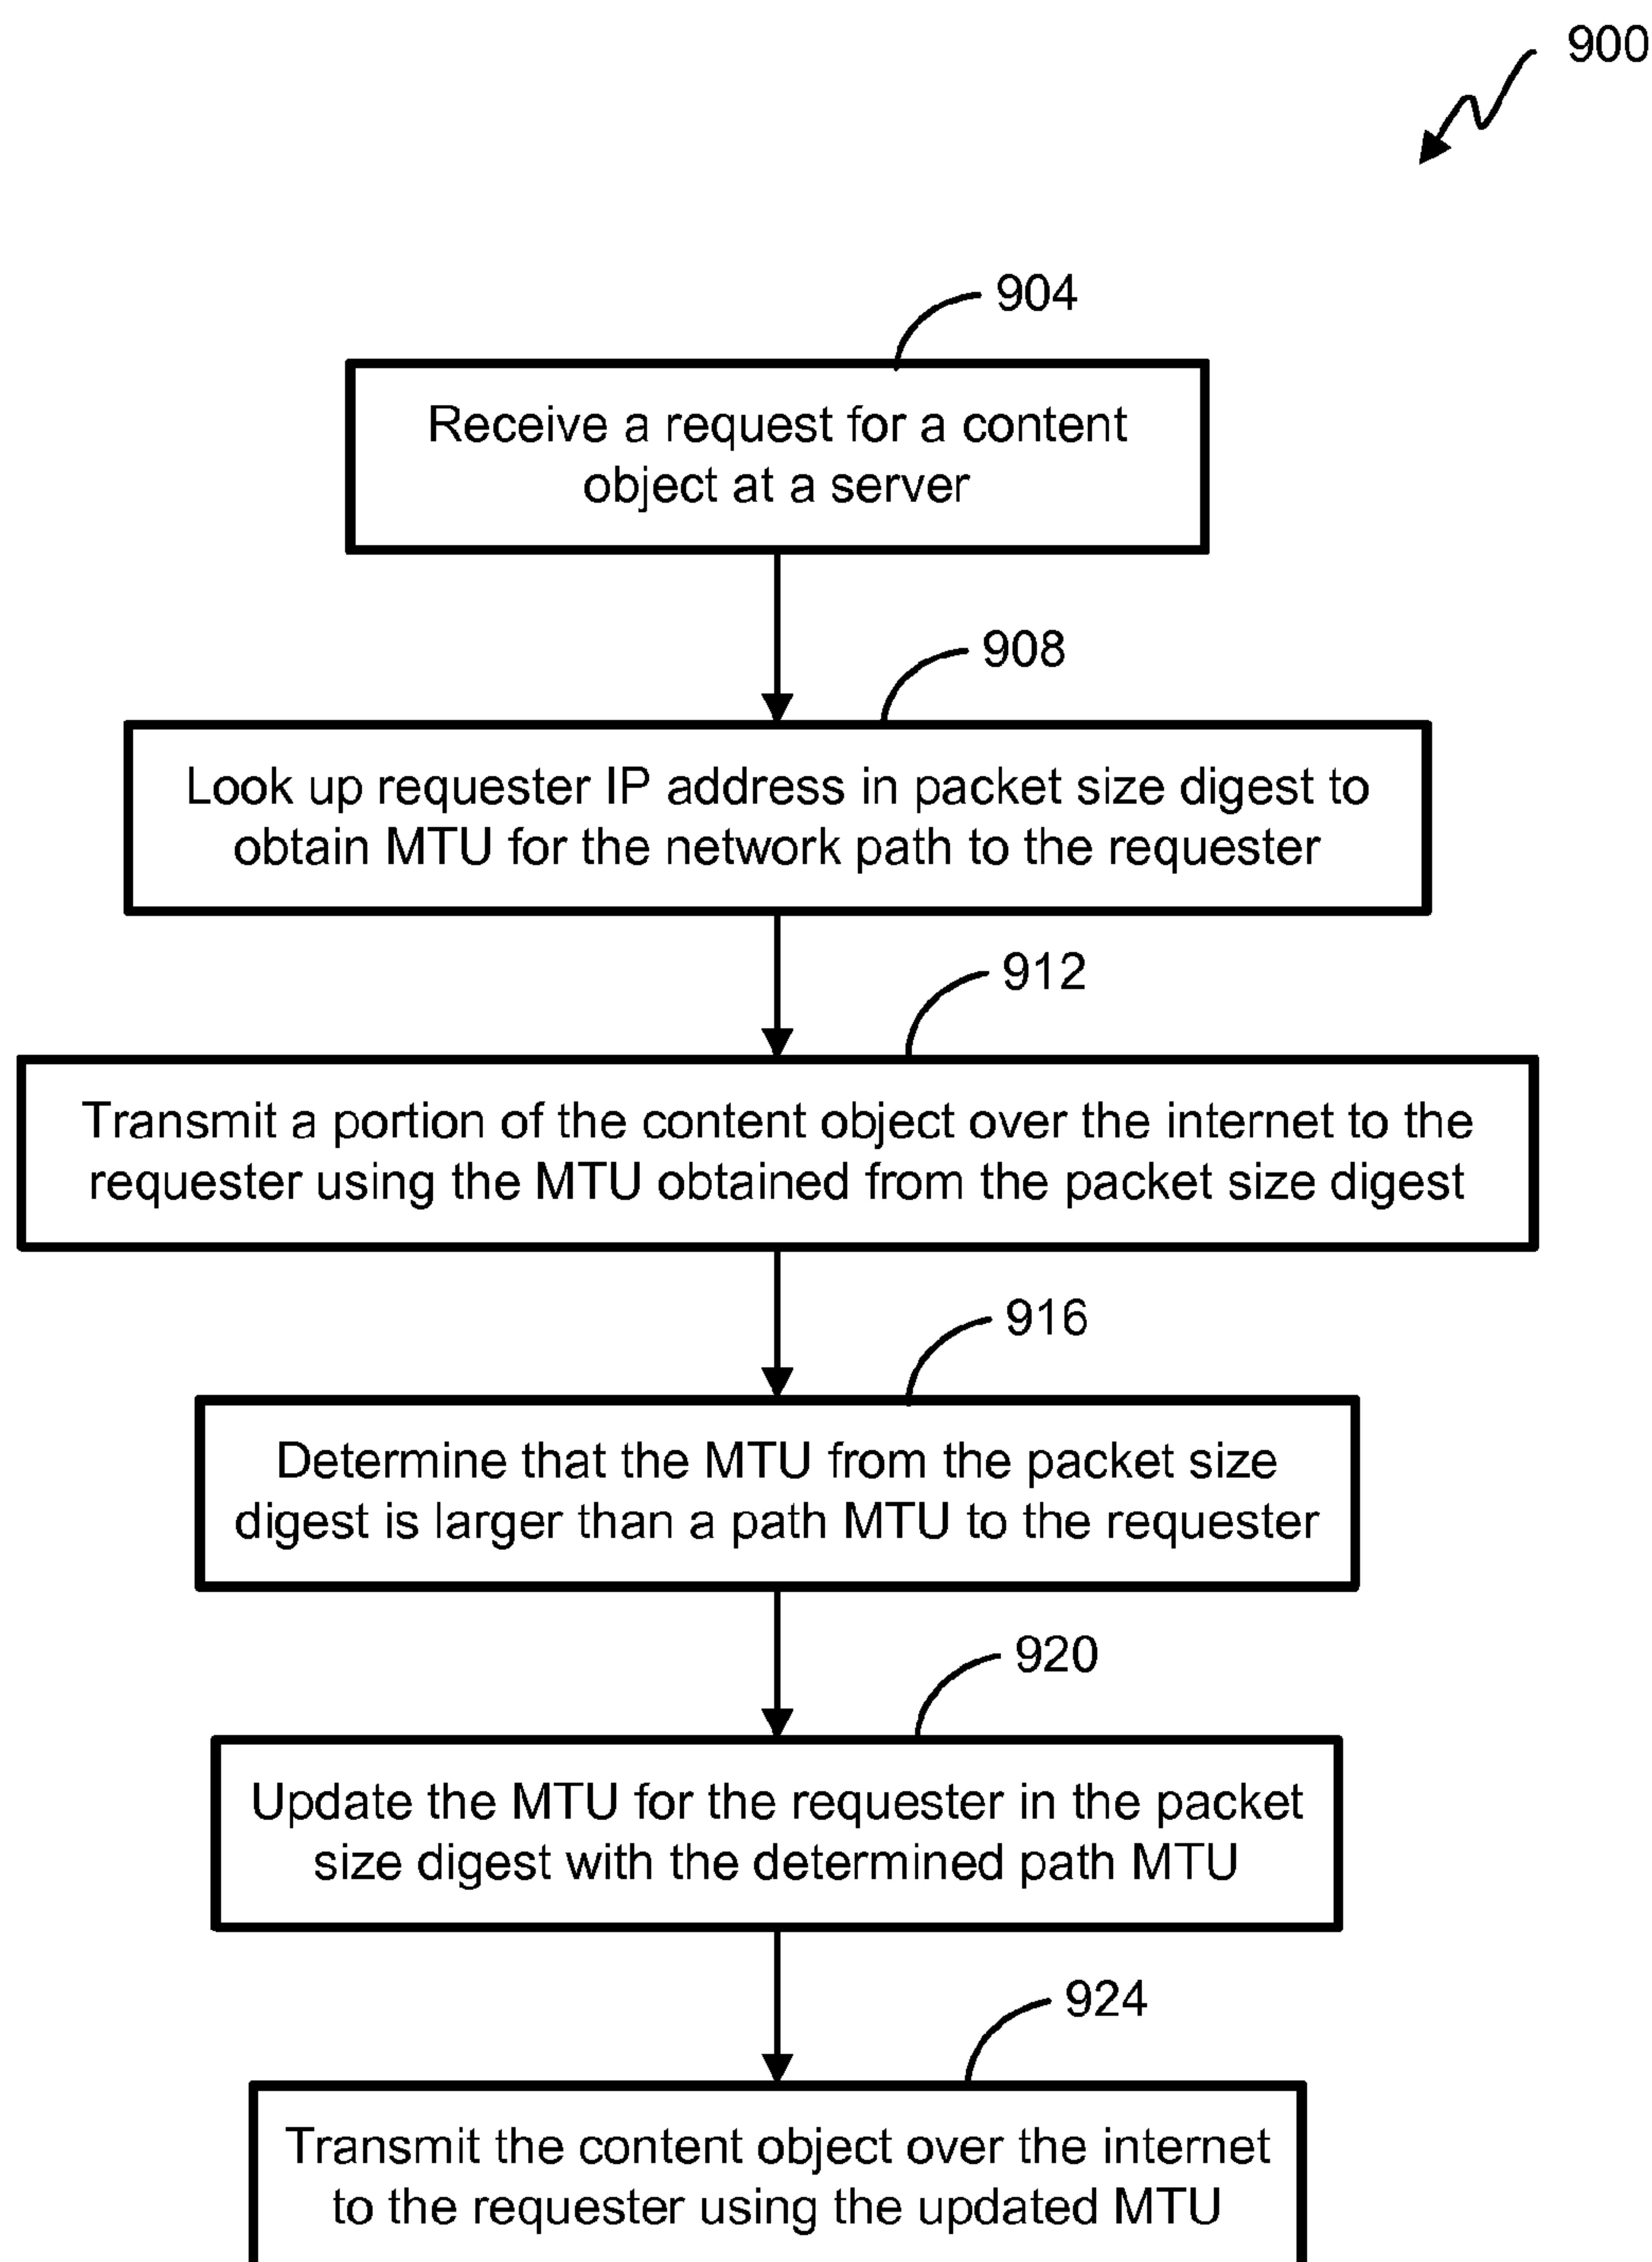 900
904
Receive a request for a content
object at a server
908
Look up requester IP address in packet size digest to
obtain MTU for the network path to the requester
912
Transmit a portion of the content object over the internet to the
requester using the MTU obtained from the packet size digest
916
Determine that the MTU from the packet size
digest is larger than a path MTU to the requester
920
Update the MTU for the requester in the packet
size digest with the determined path MTU
924
Transmit the content object over the internet
to the requester using the updated MTU